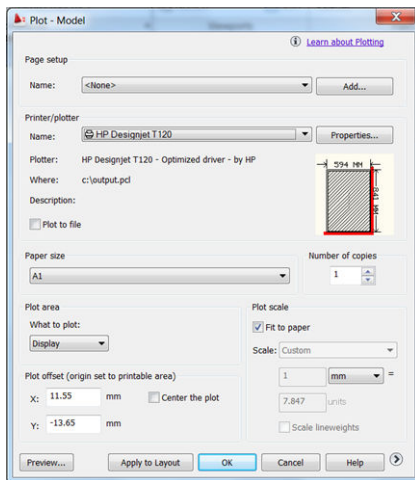 Plot - Model
Learn about Plotting
Page setup
Name: <None> Add...
Printer/plotter
Name: HP Designjet T120 Properties...
Plotter: HP Designjet T120 - Optimized driver - by HP
Where: c:\output.pcl
Description:
Plot to file
594 MM
841 MM
Paper size
A1
Number of copies
1
Plot area
What to plot:
Display
Plot offset (origin set to printable area)
X: 11.55 mm Center the plot
Y: -13.65 mm
Plot scale
Fit to paper
Scale: Custom
1 mm =
7.847 units
Scale lineweights
Preview... Apply to Layout OK Cancel Help